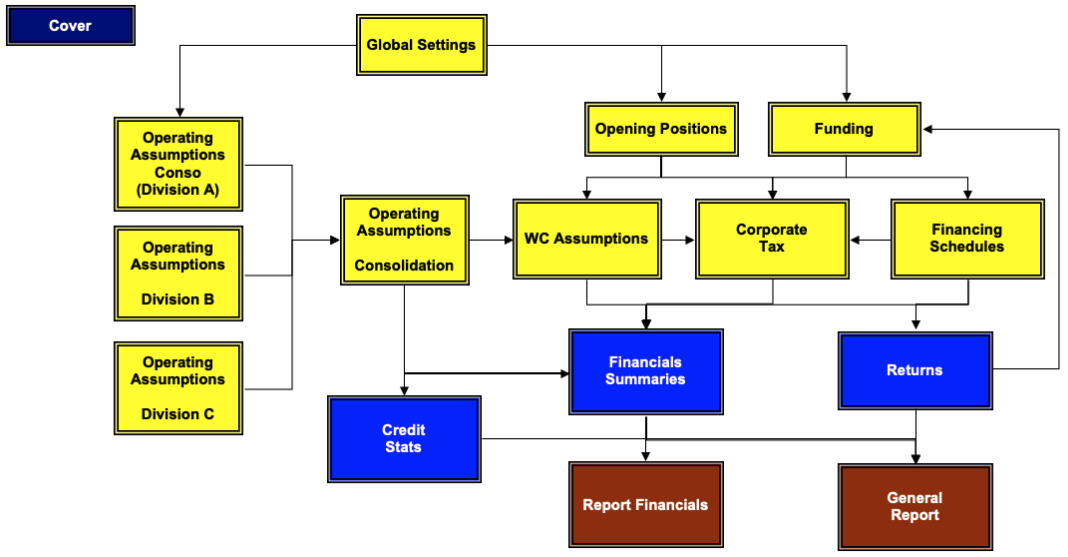 Cover
Global Settings
Opening Positions
Funding
Operating
Assumptions
Conso
(Division A)
Operating
Assumptions
Division B
Operating
Assumptions
Division C
Operating
Assumptions
Consolidation
WC Assumptions
Corporate
Tax
Financing
Schedules
Financials
Summaries
Returns
Credit
Stats
Report Financials
General
Report